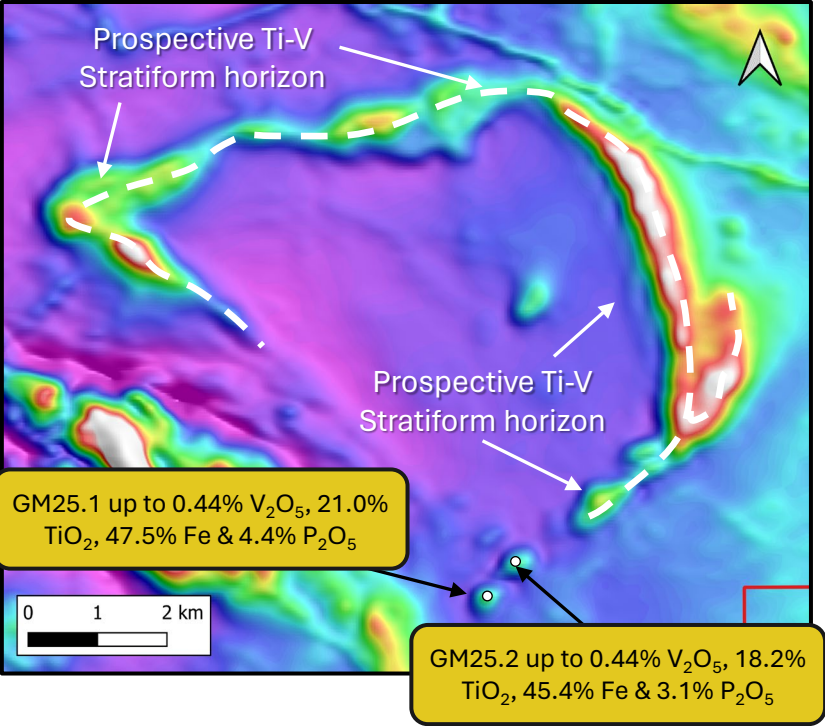 Prospective Ti-V
Stratiform horizon
Prospective Ti-V
Stratiform horizon
GM25.1 up to 0.44% V₂O₅, 21.0%
TiO₂, 47.5% Fe & 4.4% P₂O₅
0 1 2 km
GM25.2 up to 0.44% V₂O₅, 18.2%
TiO₂, 45.4% Fe & 3.1% P₂O₅